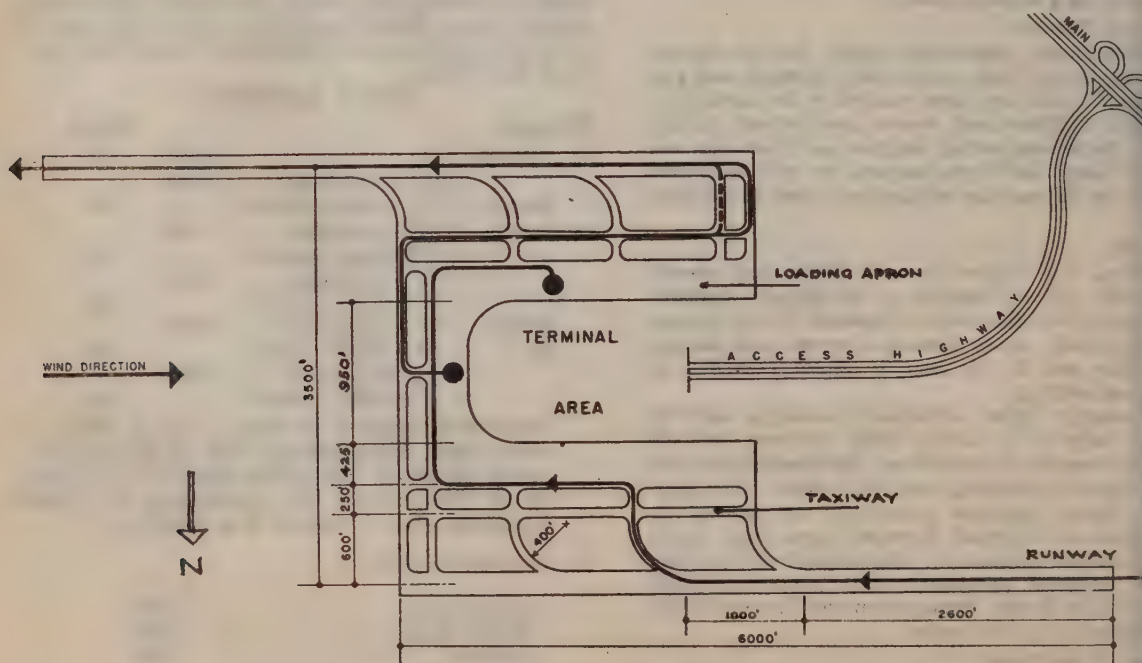 MAIN
LOADING APRON
TERMINAL
ACCESS HIGHWAY
WIND DIRECTION
3500'
950'
AREA
425'
250'
600'
N
400'
TAXIWAY
RUNWAY
1000'
2600'
6000'